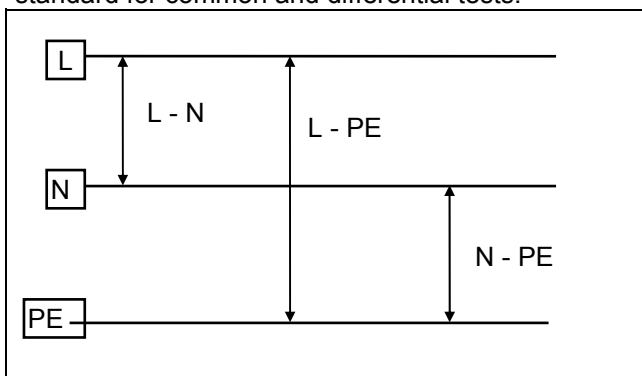 standard for common and differential tests.
L
L - N
L - PE
N
N - PE
PE